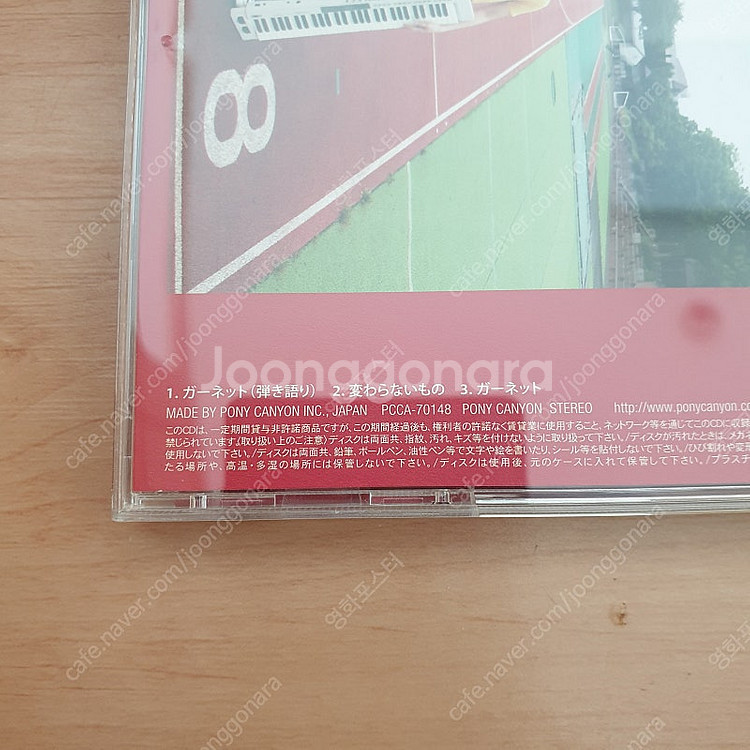 8
Joonggonara
1. ガーネット(弾き語り) 2. 変わらないもの 3. ガーネット
MADE BY PONY CANYON INC., JAPAN PCCA-70148 PONY CANYON STEREO http://www.ponycanyon.c
このCDは、一定期間貸与非許諾商品ですが、この期間経過後も、権利者の許諾なく賃貸業に使用すること、ネットワーク等を通じてこのCDに収録
禁じられています。〈取り扱い上のご注意〉ディスクは両面共、指紋、汚れ、キズ等を付けないように取り扱って下さい。/ディスクが汚れたときは、メガネ
使用しないで下さい。/ディスクは両面共、鉛筆、ボールペン、油性ペン等で文字や絵を書いたり、シール等を貼付しないで下さい。/ひび割れや変形
たる場所や、高温・多湿の場所には保管しないで下さい。/ディスクは使用後、元のケースに入れて保管して下さい。/プラスチ
cafe.naver.com/joonggonara
영화포스터